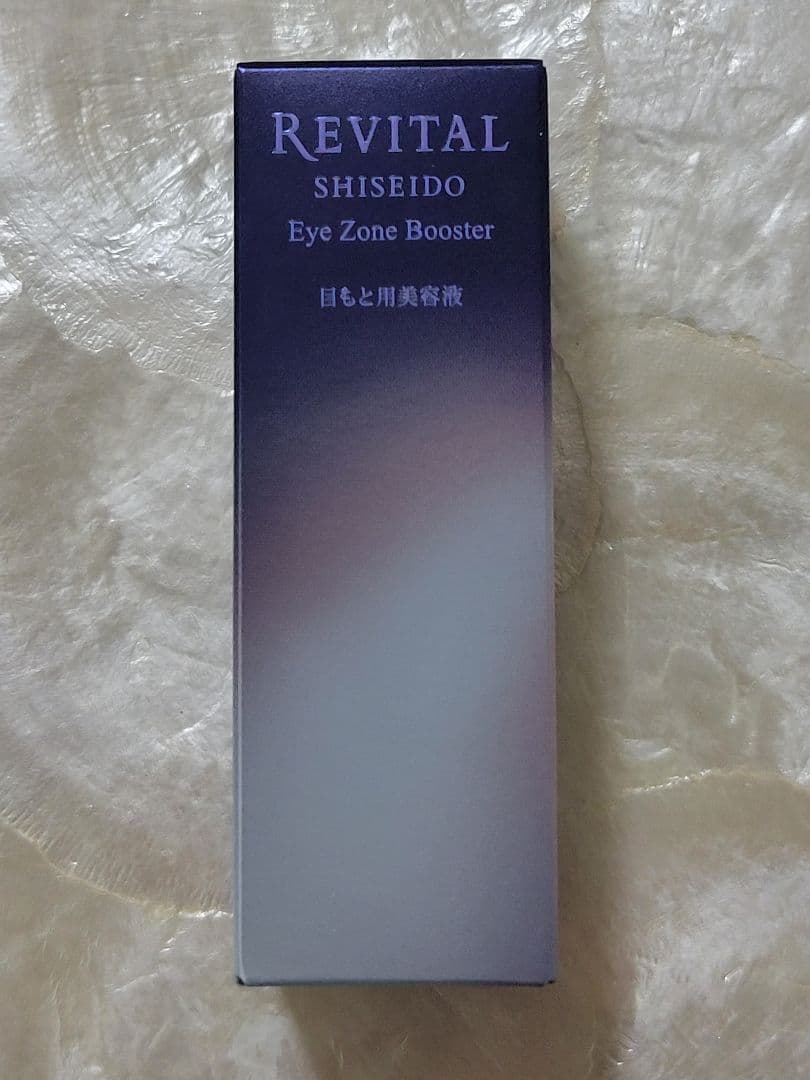 REVITAL
SHISEIDO
Eye Zone Booster
目もと用美容液